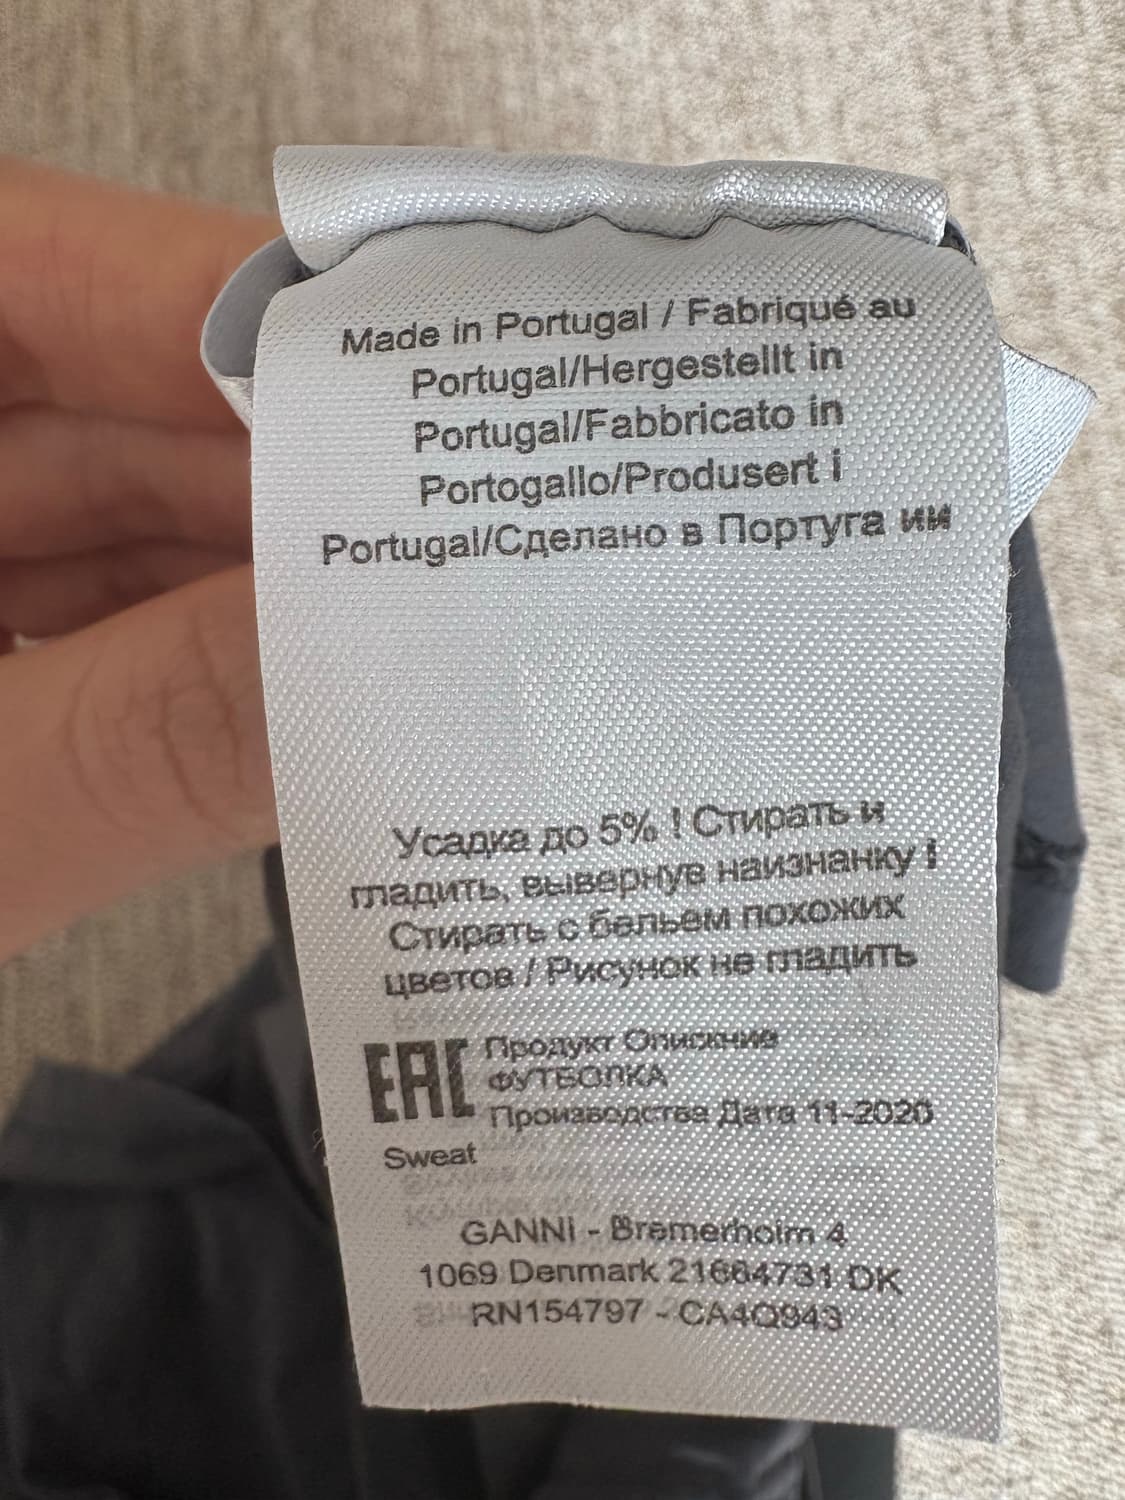 Made in Portugal / Fabriqué au
Portugal/Hergestellt in
Portugal/Fabbricato in
Portogallo/Produsert i
Portugal/Сделано в Португа ии
Усадка до 5% ! Стирать и
гладить, вывернув наизнанку !
Стирать с бельем похожих
цветов / Рисунок не гладить
EAC
Продукт Описание
ФУТБОЛКА
Производства Дата 11-2020
Sweat
GANNI - Bremerholm 4
1069 Denmark 21664731 DK
RN154797 - CA4Q943